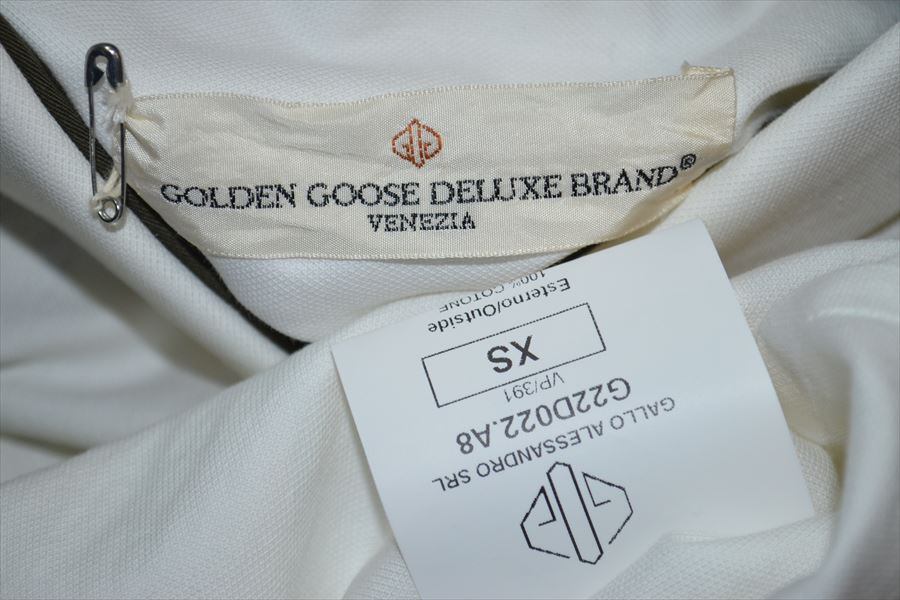 GOLDEN GOOSE DELUXE BRAND®
VENEZIA
GALLO ALESSANDRO SRL
G22D022.A8
VP/391
XS
Esterno/Outside
100% COTONE